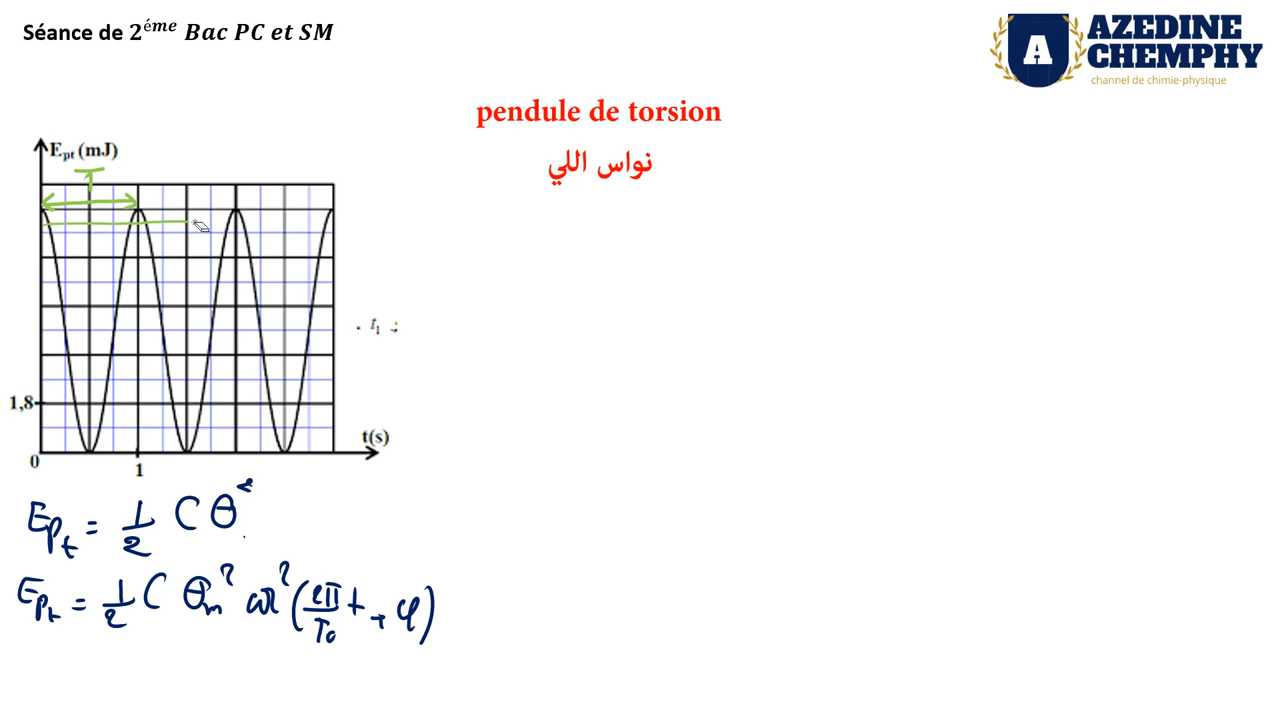 Séance de 2éme Bac PC et SM
AZEDINE
CHEMPHY
A
channel de chimie-physique
pendule de torsion
نواس اللي
Ept (mJ)
T
t1
1,8
t(s)
0
1
Ept = 1/2 C θ²
Ept = 1/2 C θm² cos² (2π/T0 t + φ)